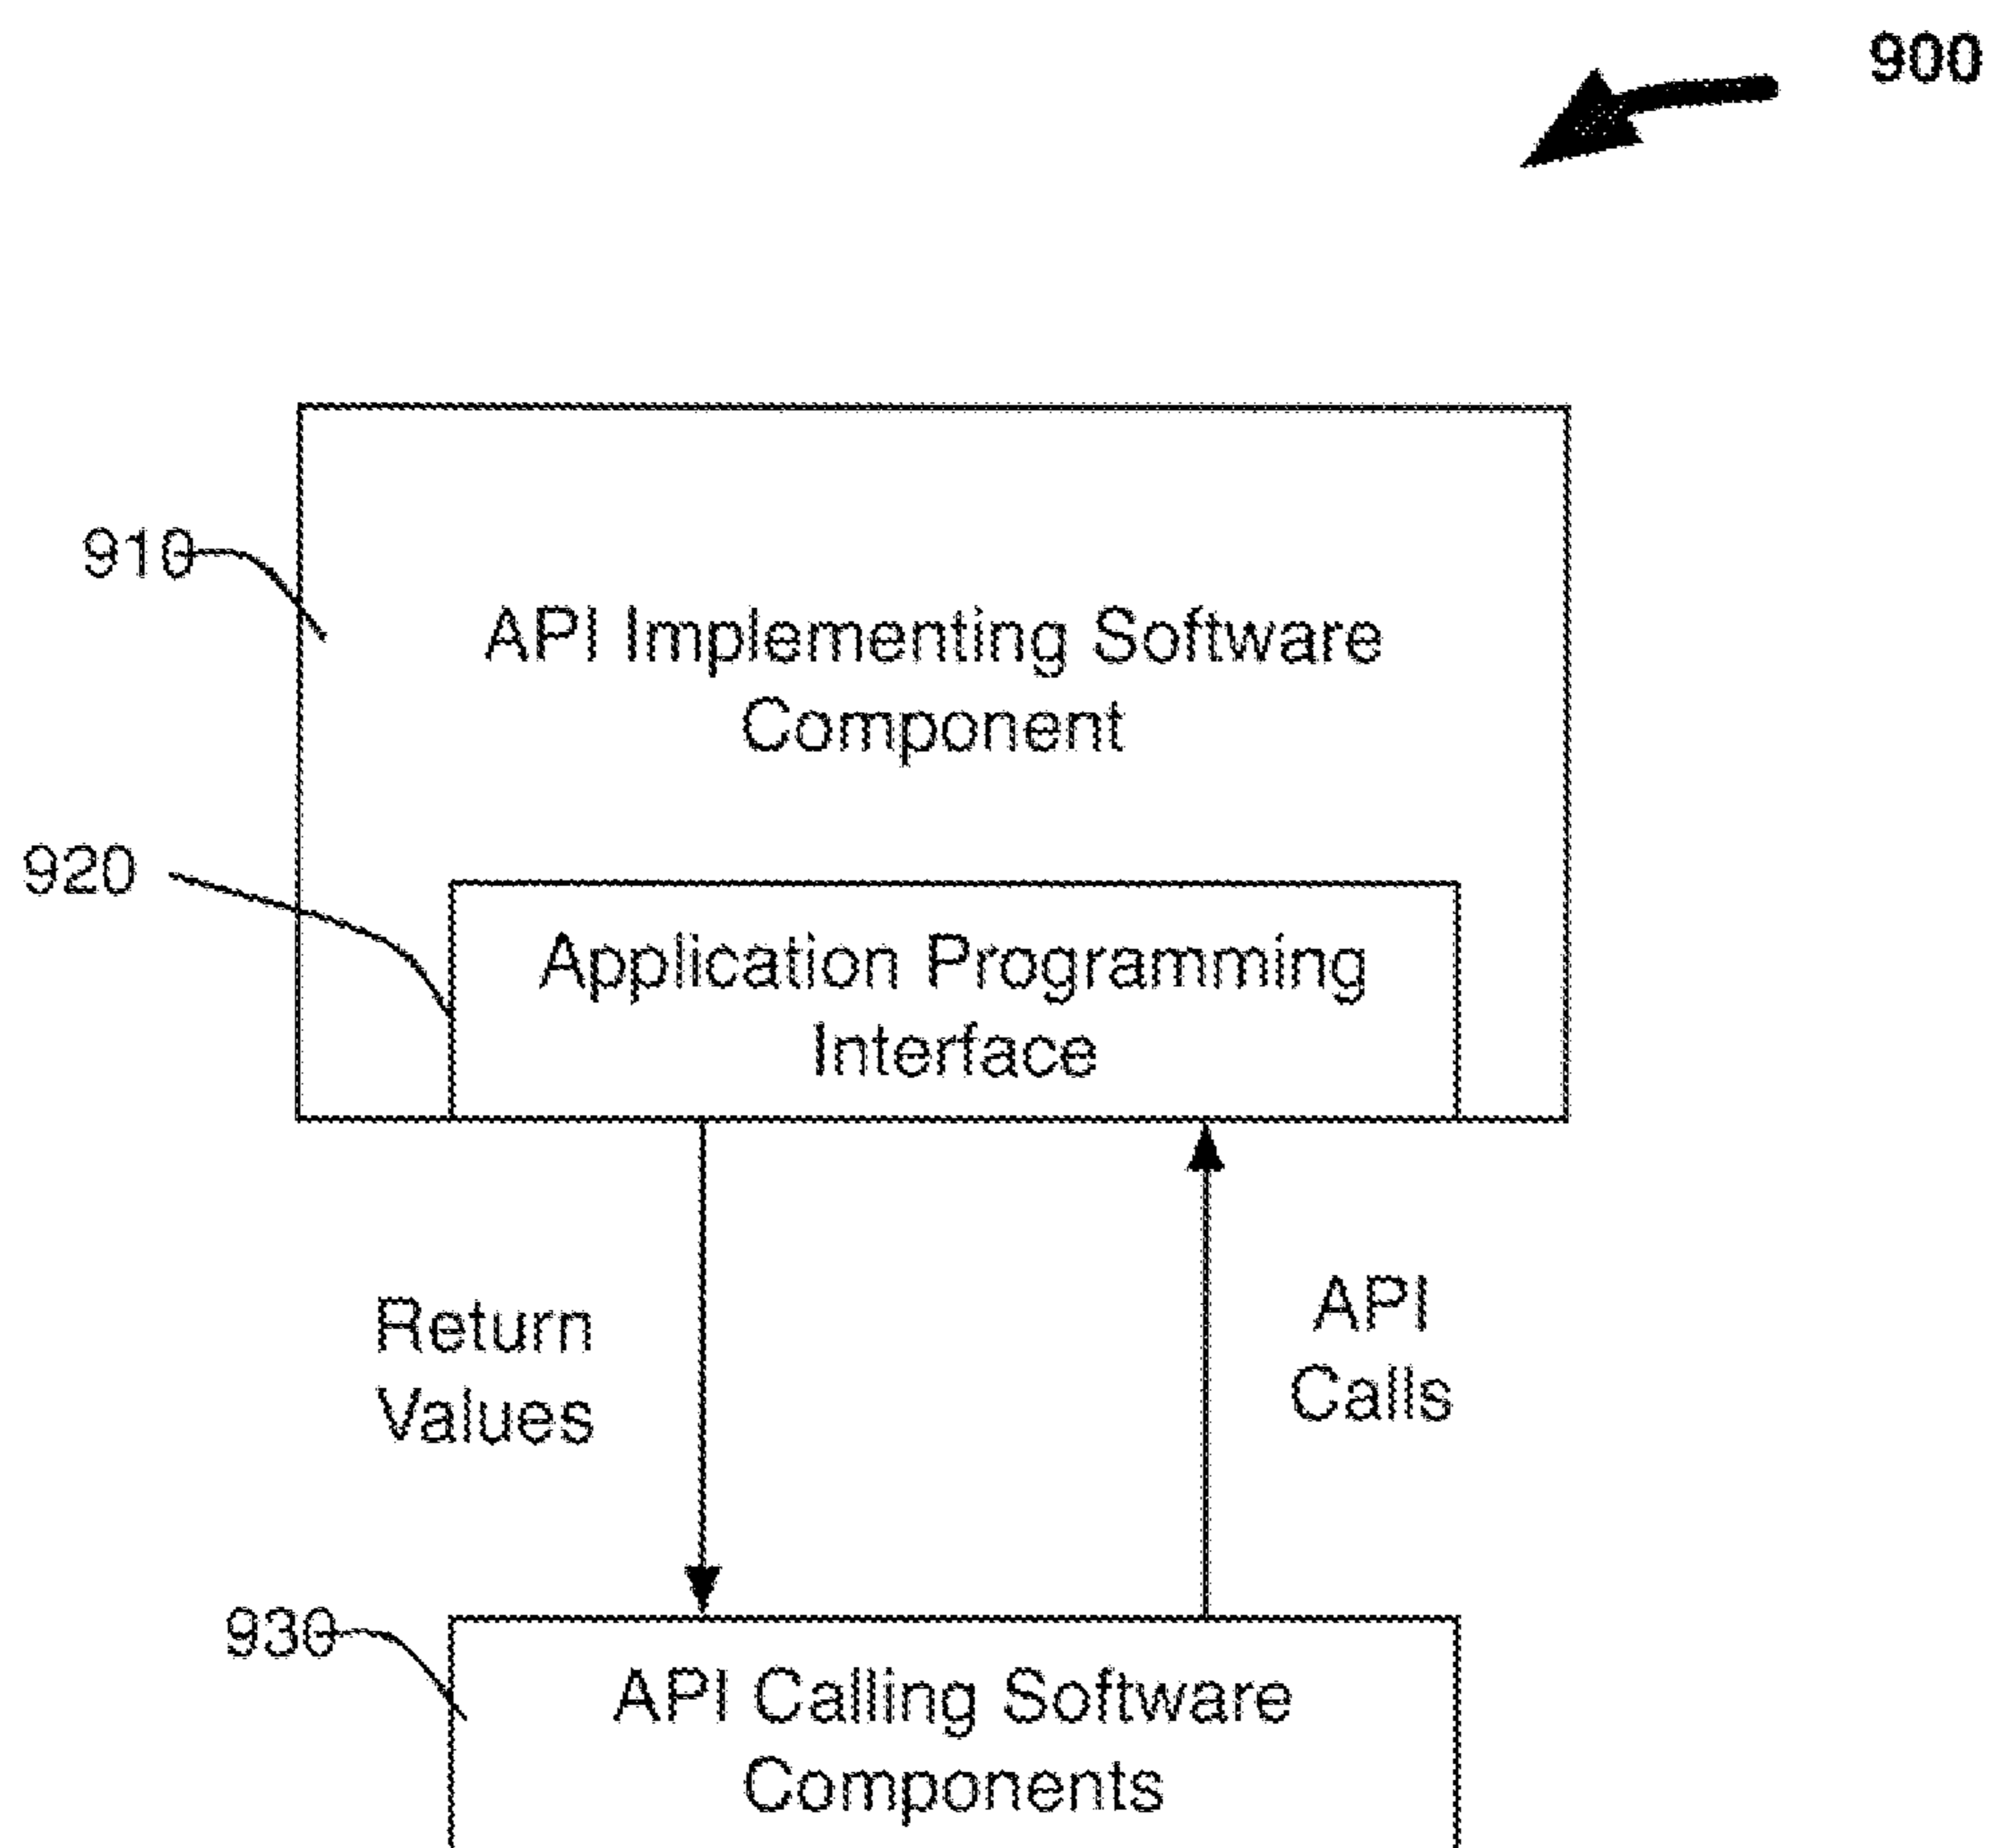 900
910
API Implementing Software
Component
920
Application Programming
Interface
Return
Values
API
Calls
930
API Calling Software
Components